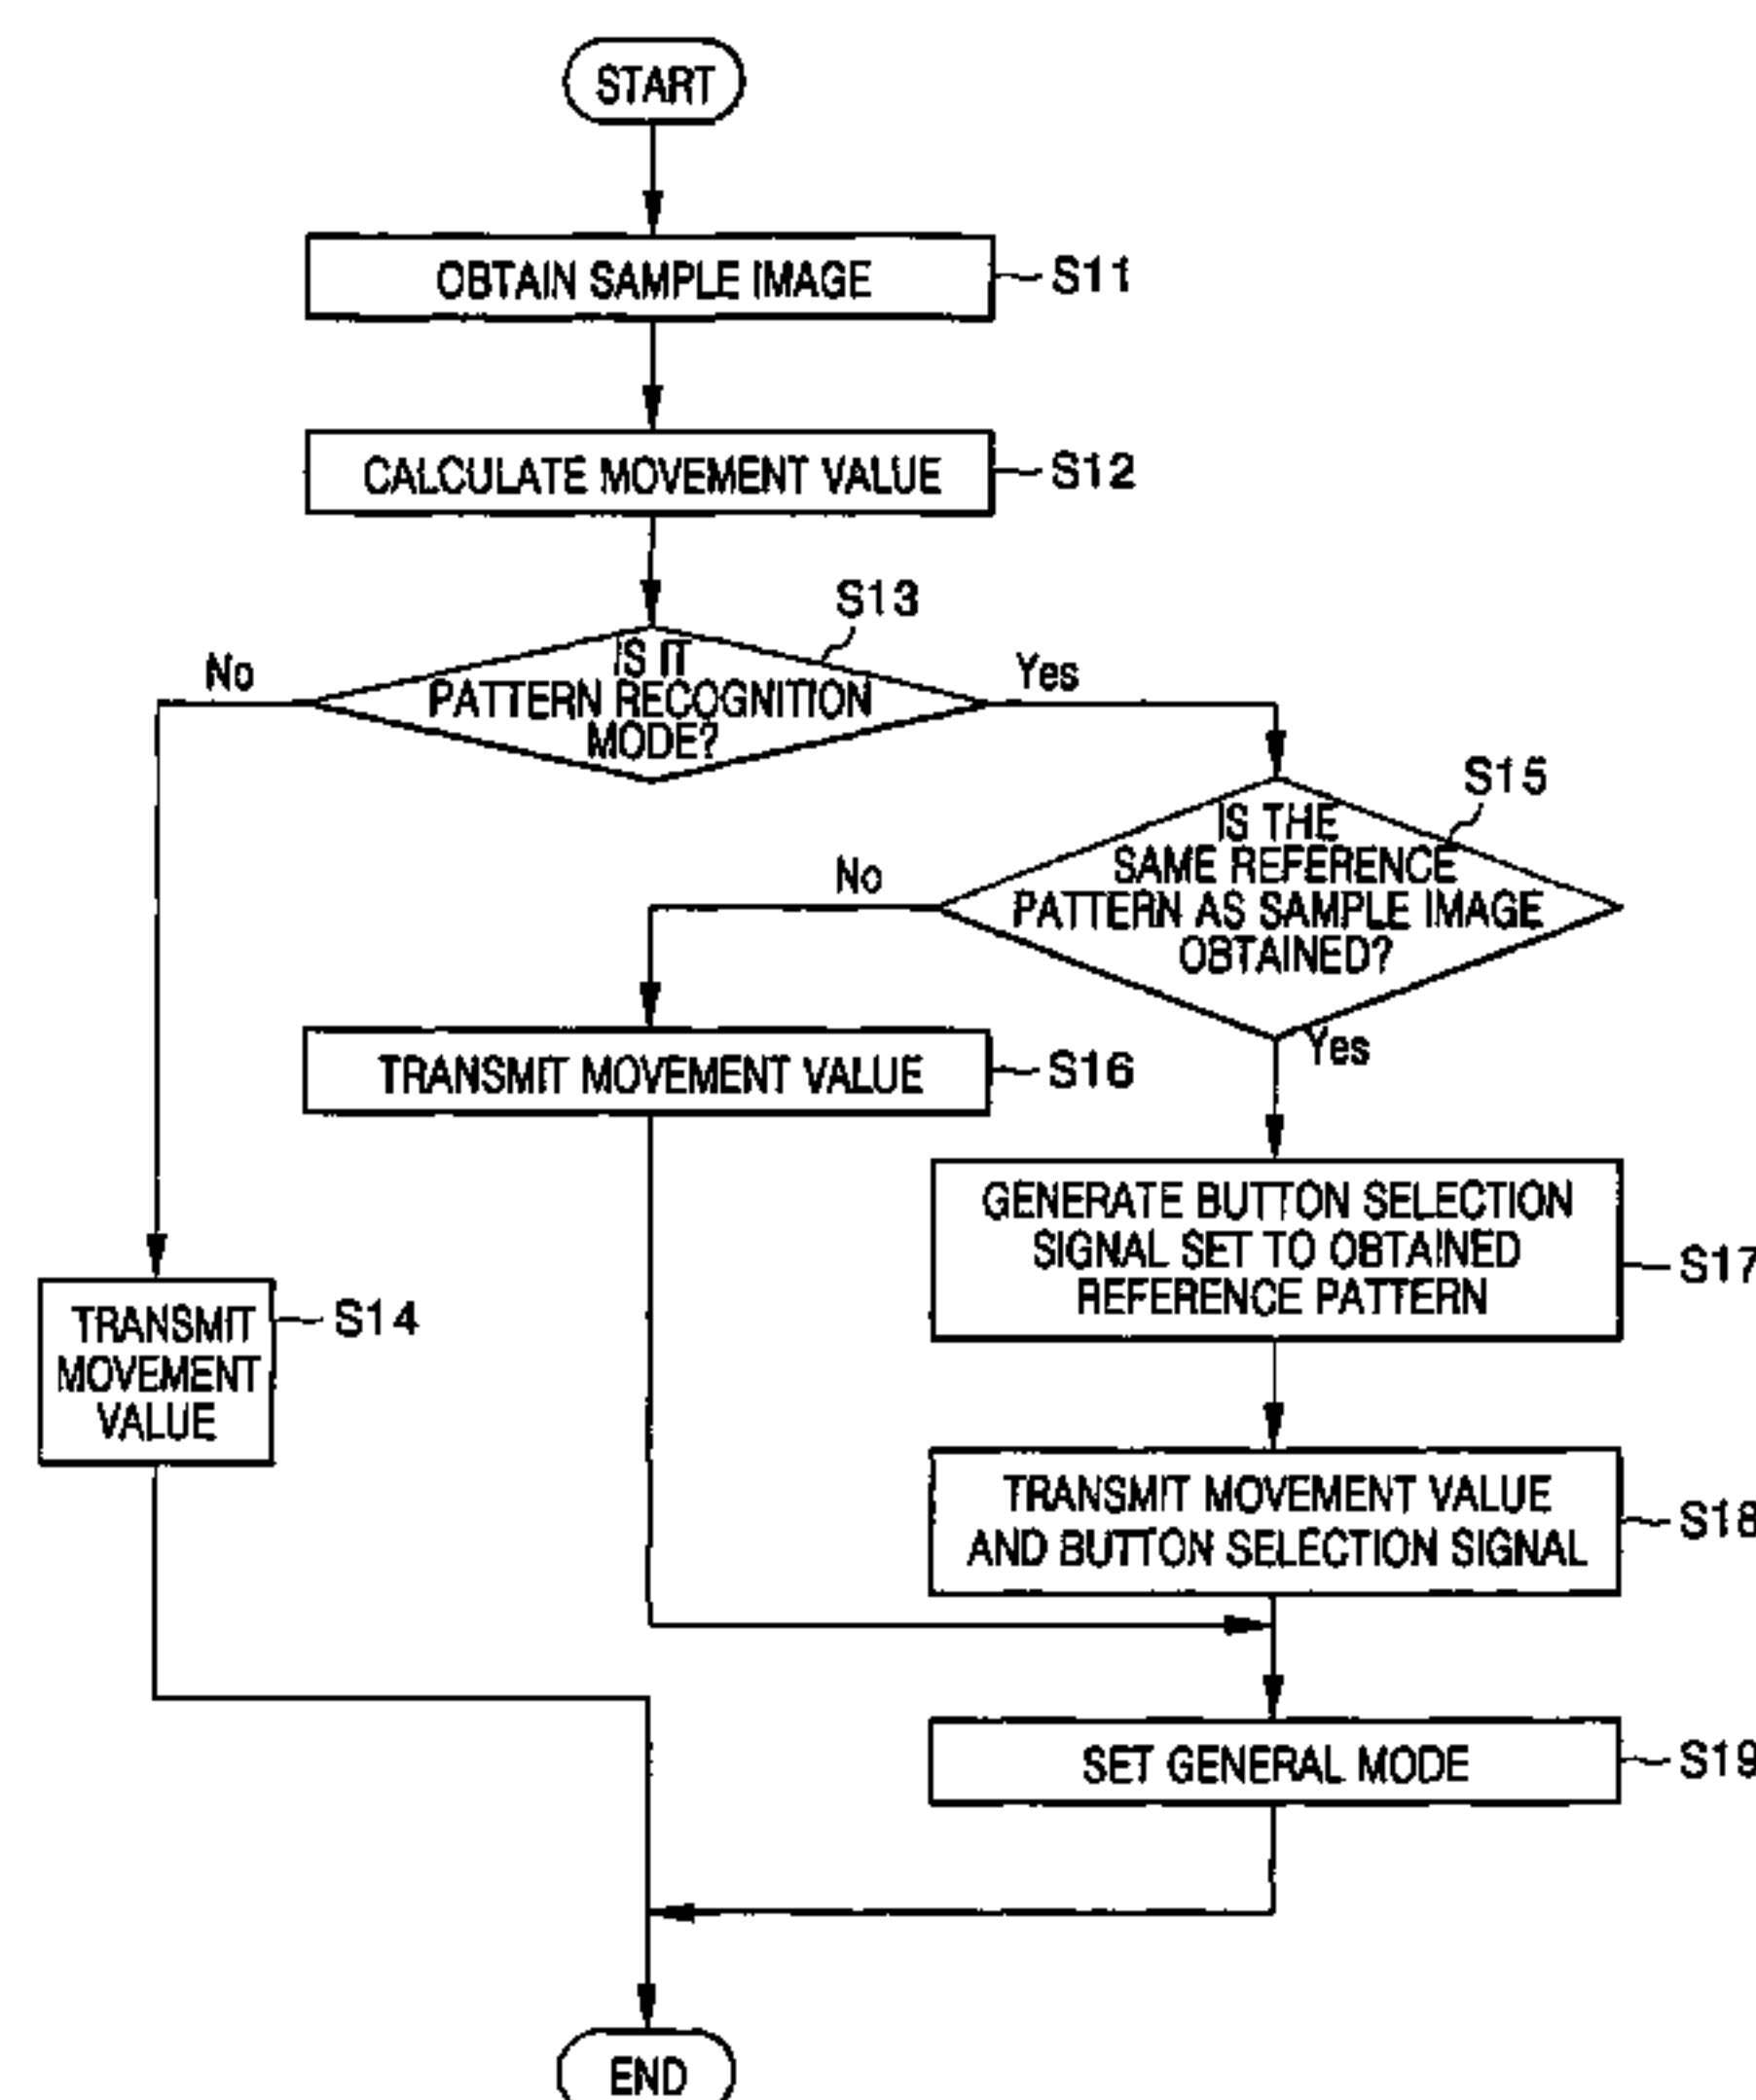 START
OBTAIN SAMPLE IMAGE
S11
CALCULATE MOVEMENT VALUE
S12
S13
No
IS IT
PATTERN RECOGNITION
MODE?
Yes
S15
IS THE
SAME REFERENCE
PATTERN AS SAMPLE IMAGE
OBTAINED?
No
Yes
TRANSMIT MOVEMENT VALUE
S16
GENERATE BUTTON SELECTION
SIGNAL SET TO OBTAINED
REFERENCE PATTERN
S17
TRANSMIT
MOVEMENT
VALUE
S14
TRANSMIT MOVEMENT VALUE
AND BUTTON SELECTION SIGNAL
S18
SET GENERAL MODE
S19
END